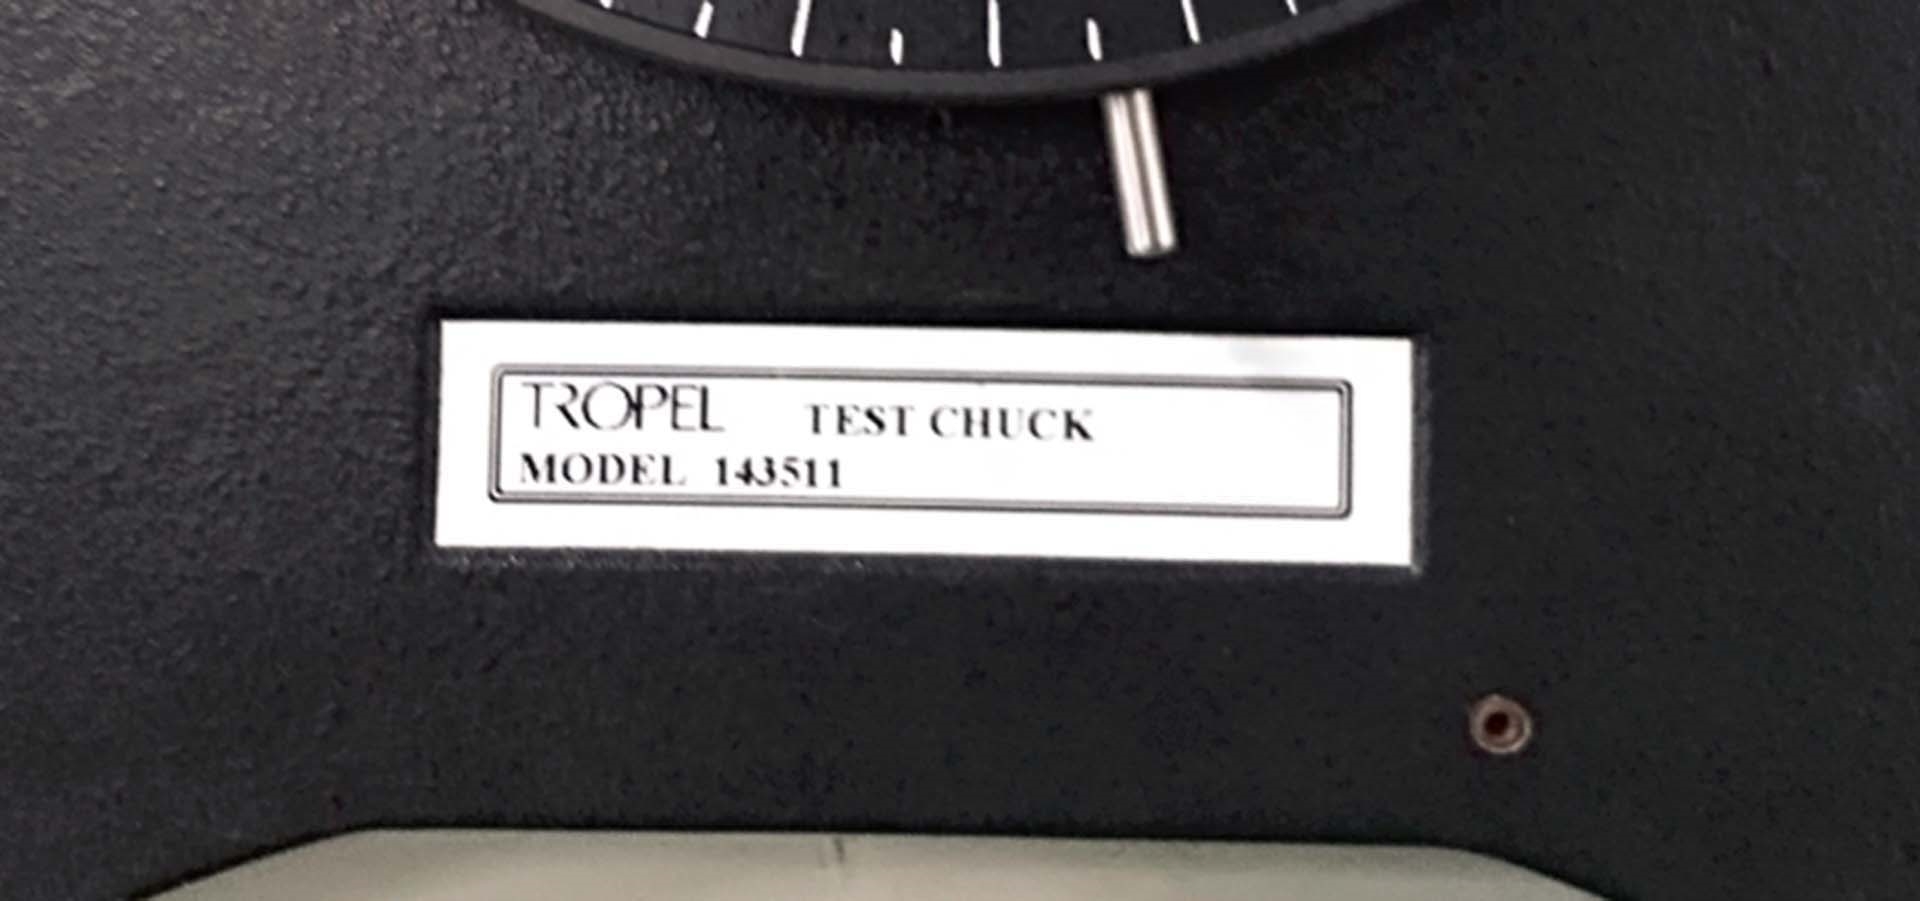 TROPEL TEST CHUCK
MODEL 143511